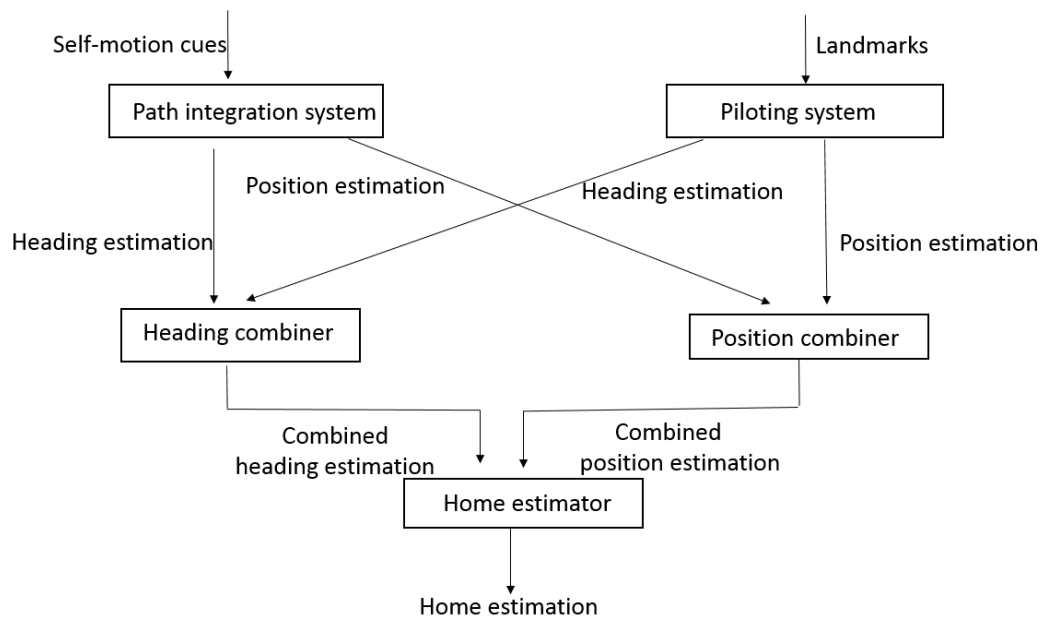 Self-motion cues
Landmarks
Path integration system
Piloting system
Position estimation
Heading estimation
Heading estimation
Position estimation
Heading combiner
Position combiner
Combined
heading estimation
Combined
position estimation
Home estimator
Home estimation